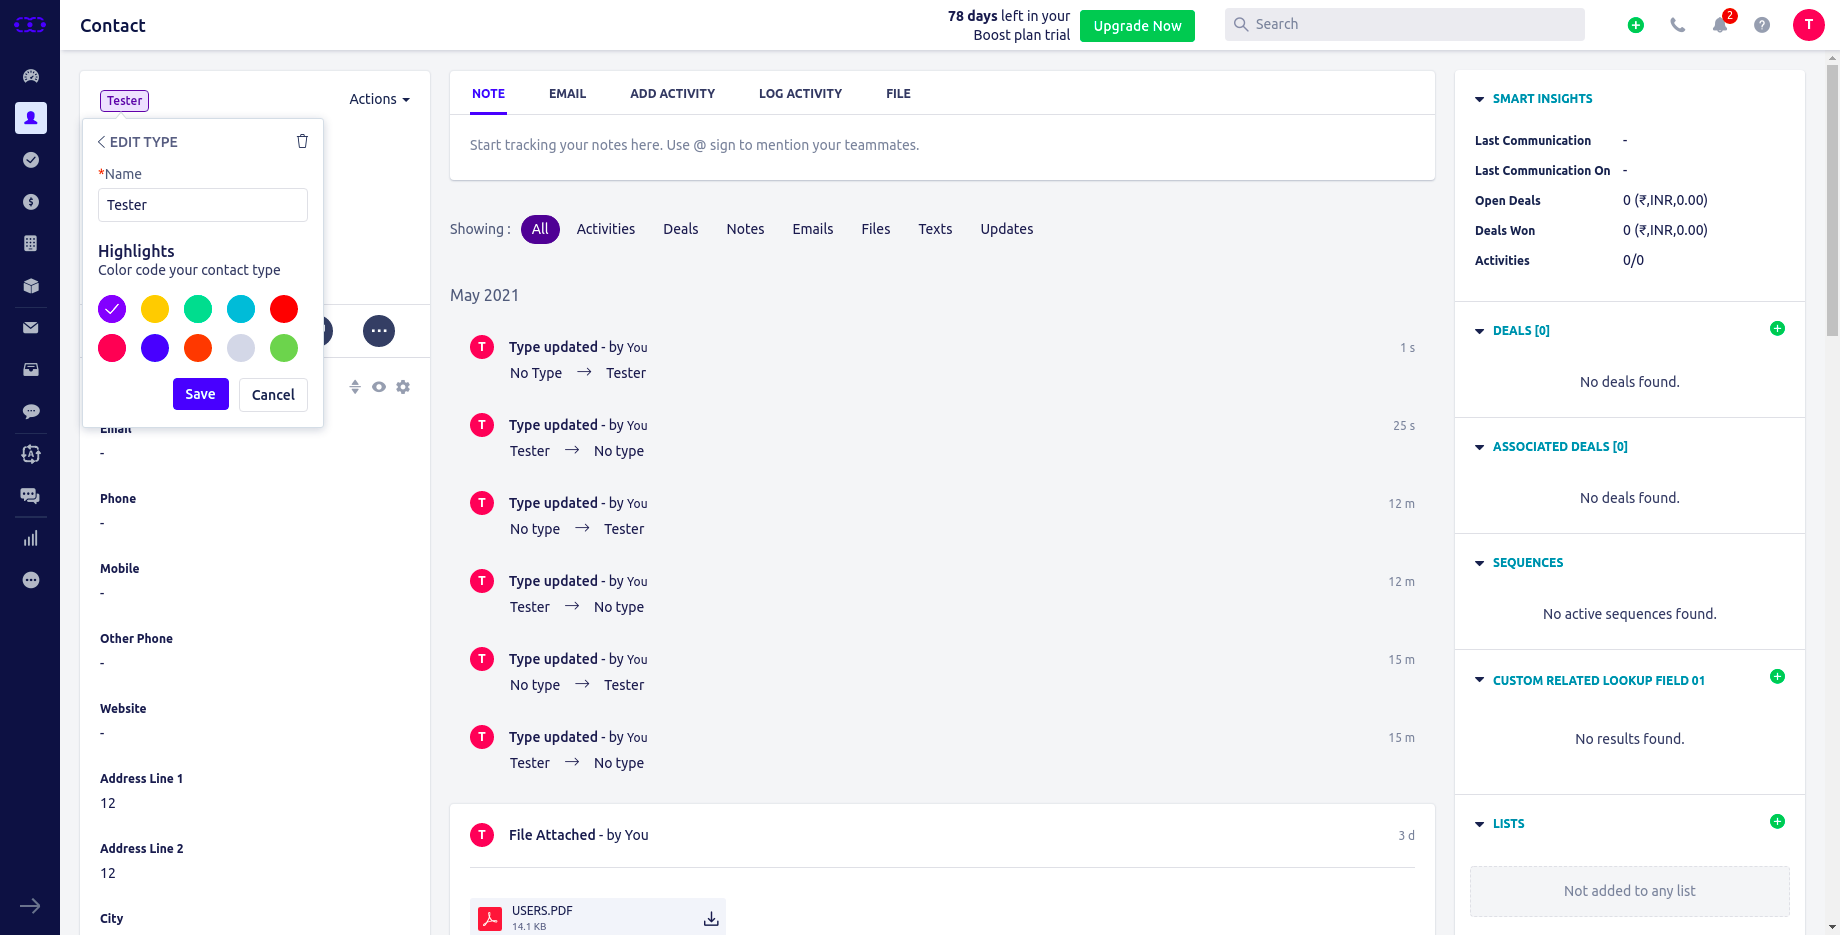 Contact
78 days left in your
Boost plan trial
Upgrade Now
Search
2
?
T
Tester
Actions
EDIT TYPE
*Name
Tester
Highlights
Color code your contact type
Save
Cancel
Email
-
Phone
-
Mobile
-
Other Phone
-
Website
-
Address Line 1
12
Address Line 2
12
City
NOTE EMAIL ADD ACTIVITY LOG ACTIVITY FILE
Start tracking your notes here. Use @ sign to mention your teammates.
Showing : All Activities Deals Notes Emails Files Texts Updates
May 2021
T Type updated - by You 1 s
No Type → Tester
T Type updated - by You 25 s
Tester → No type
T Type updated - by You 12 m
No type → Tester
T Type updated - by You 12 m
Tester → No type
T Type updated - by You 15 m
No type → Tester
T Type updated - by You 15 m
Tester → No type
T File Attached - by You 3 d
USERS.PDF
14.1 KB
SMART INSIGHTS
Last Communication -
Last Communication On -
Open Deals 0 (₹,INR,0.00)
Deals Won 0 (₹,INR,0.00)
Activities 0/0
DEALS [0]
No deals found.
ASSOCIATED DEALS [0]
No deals found.
SEQUENCES
No active sequences found.
CUSTOM RELATED LOOKUP FIELD 01
No results found.
LISTS
Not added to any list